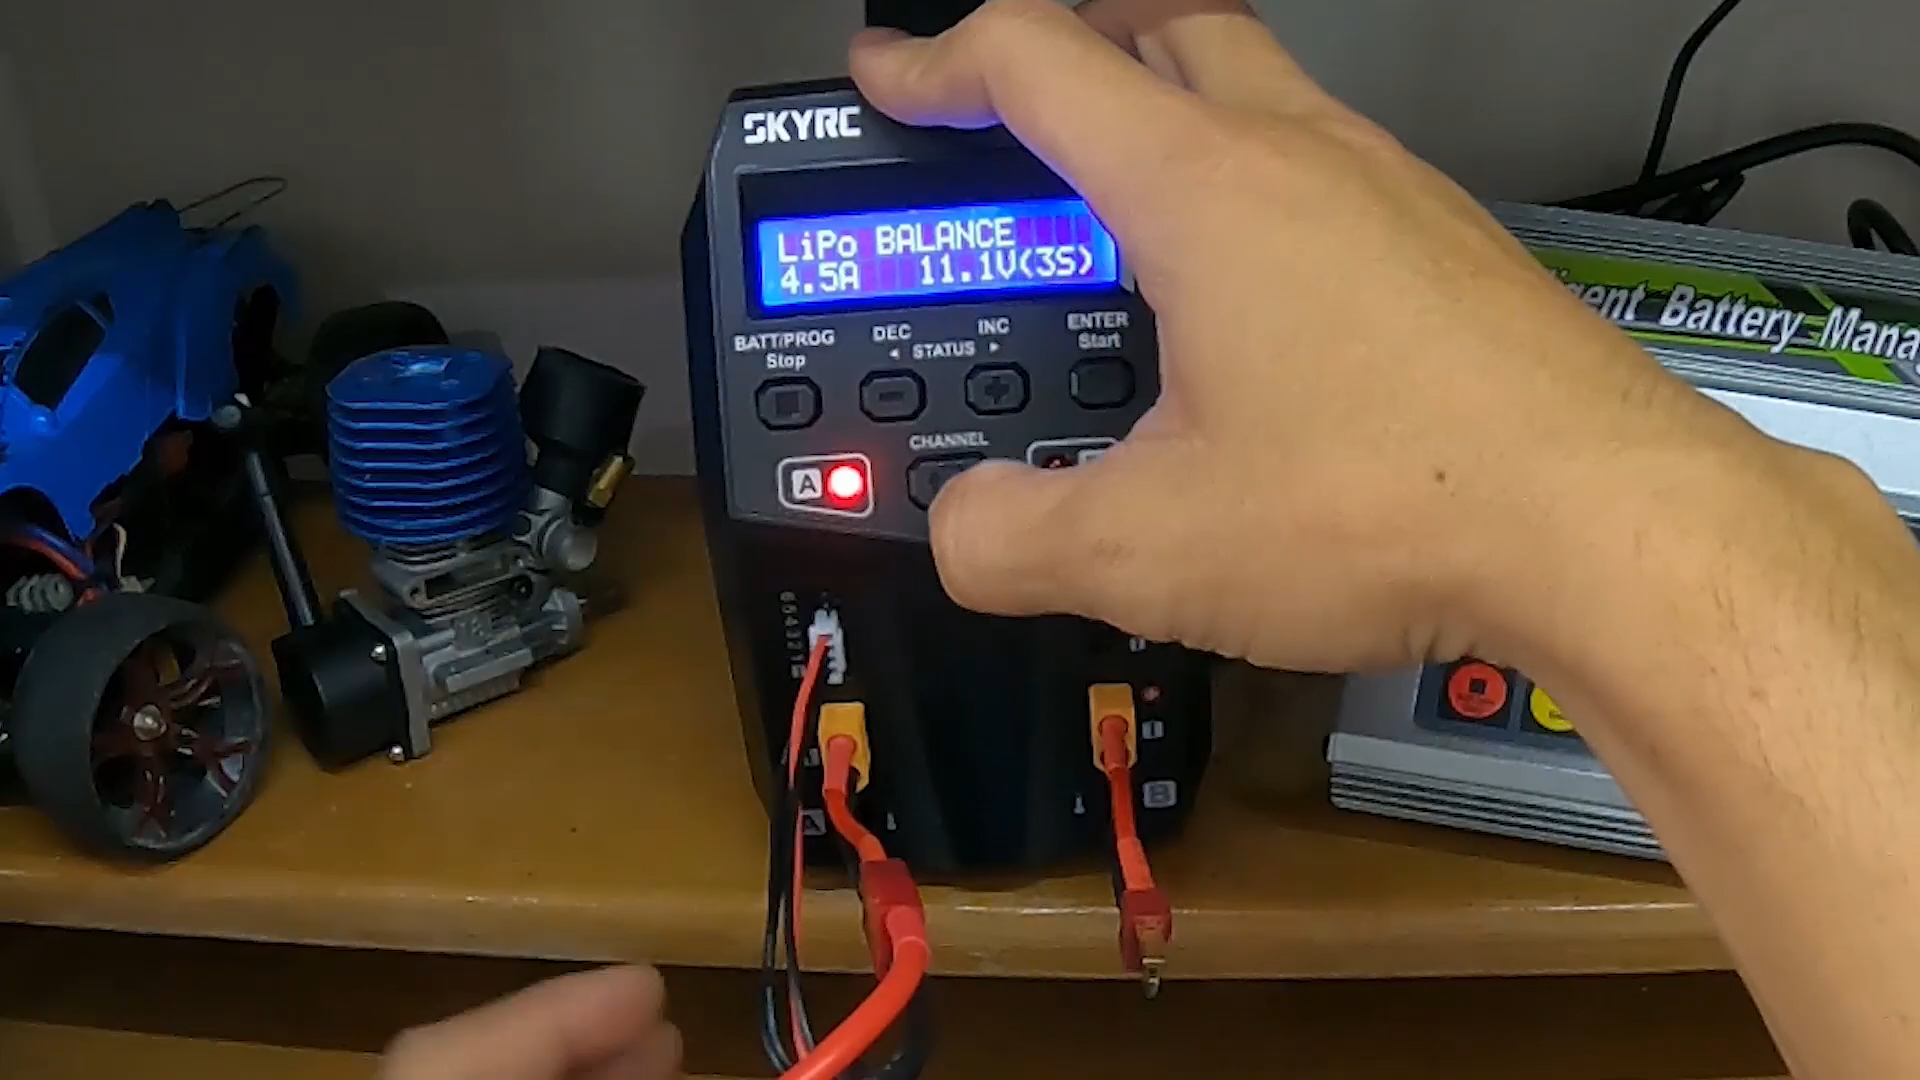 SKYRC
LiPo BALANCE
4.5A 11.1V(3S)
BATT/PROG
Stop
DEC
INC
◄ STATUS ►
ENTER
Start
CHANNEL
A
654321
A
B
Battery Mana